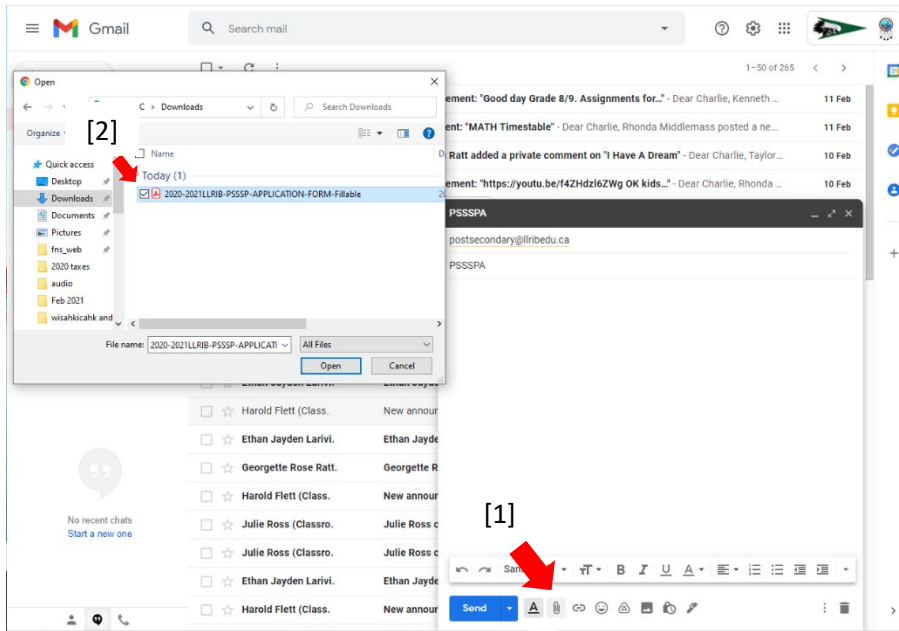 Gmail
Search mail
1–50 of 265
Open
C > Downloads
Search Downloads
Organize
[2]
Name
Quick access
Today (1)
Desktop
2020-2021LLRIB-PSSSP-APPLICATION-FORM-Fillable
Downloads
Documents
Pictures
fns_web
2020 taxes
audio
Feb 2021
wisahkicahk and
File name:
2020-2021LLRIB-PSSSP-APPLICATI
All Files
Open
Cancel
ement: "Good day Grade 8/9. Assignments for..." - Dear Charlie, Kenneth ...
11 Feb
ent: "MATH Timestable" - Dear Charlie, Rhonda Middlemass posted a ne...
11 Feb
Ratt added a private comment on "I Have A Dream" - Dear Charlie, Taylor...
10 Feb
ement: "https://youtu.be/f4ZHdzl6ZWg OK kids..." - Dear Charlie, Rhonda ...
10 Feb
PSSSPA
postsecondary@llribedu.ca
PSSSPA
Harold Flett (Class.
New announ
Ethan Jayden Larivi.
Ethan Jayde
Georgette Rose Ratt.
Georgette R
Harold Flett (Class.
New announ
Julie Ross (Classro.
Julie Ross c
Julie Ross (Classro.
Julie Ross c
Ethan Jayden Larivi.
Ethan Jayde
Harold Flett (Class.
New announ
No recent chats
Start a new one
[1]
San
Send